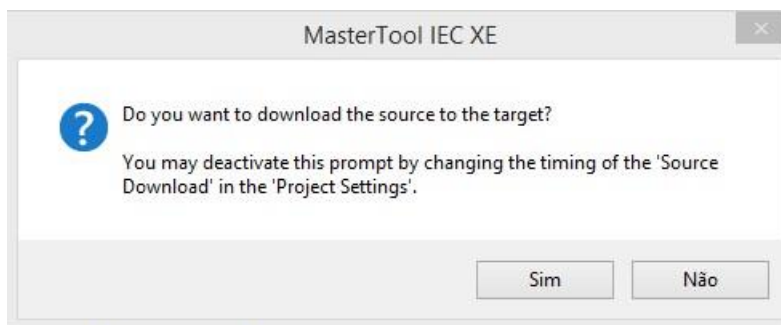 MasterTool IEC XE
Do you want to download the source to the target?
You may deactivate this prompt by changing the timing of the 'Source
Download' in the 'Project Settings'.
Sim
Não